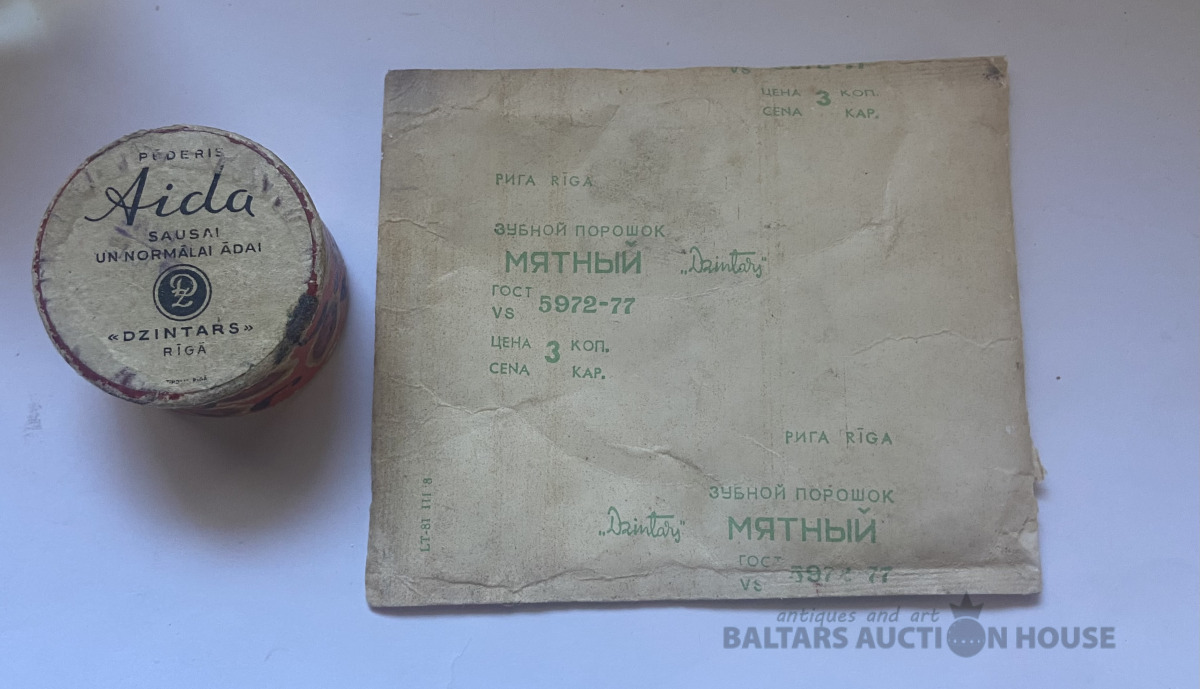 PŪDERIS
Aida
SAUSAI
UN NORMĀLAI ĀDAI
DZ
«DZINTARS»
RĪGĀ
ЦЕНА 3 КОП.
CENA KAP.
РИГА RĪGA
ЗУБНОЙ ПОРОШОК
МЯТНЫЙ „Dzintars"
ГОСТ 5972-77
VS
ЦЕНА 3 КОП.
CENA KAP.
РИГА RĪGA
ЗУБНОЙ ПОРОШОК
„Dzintars" МЯТНЫЙ
ГОСТ 5972-77
VS
LT-81 III 8
antiques and art
BALTARS AUCTION HOUSE